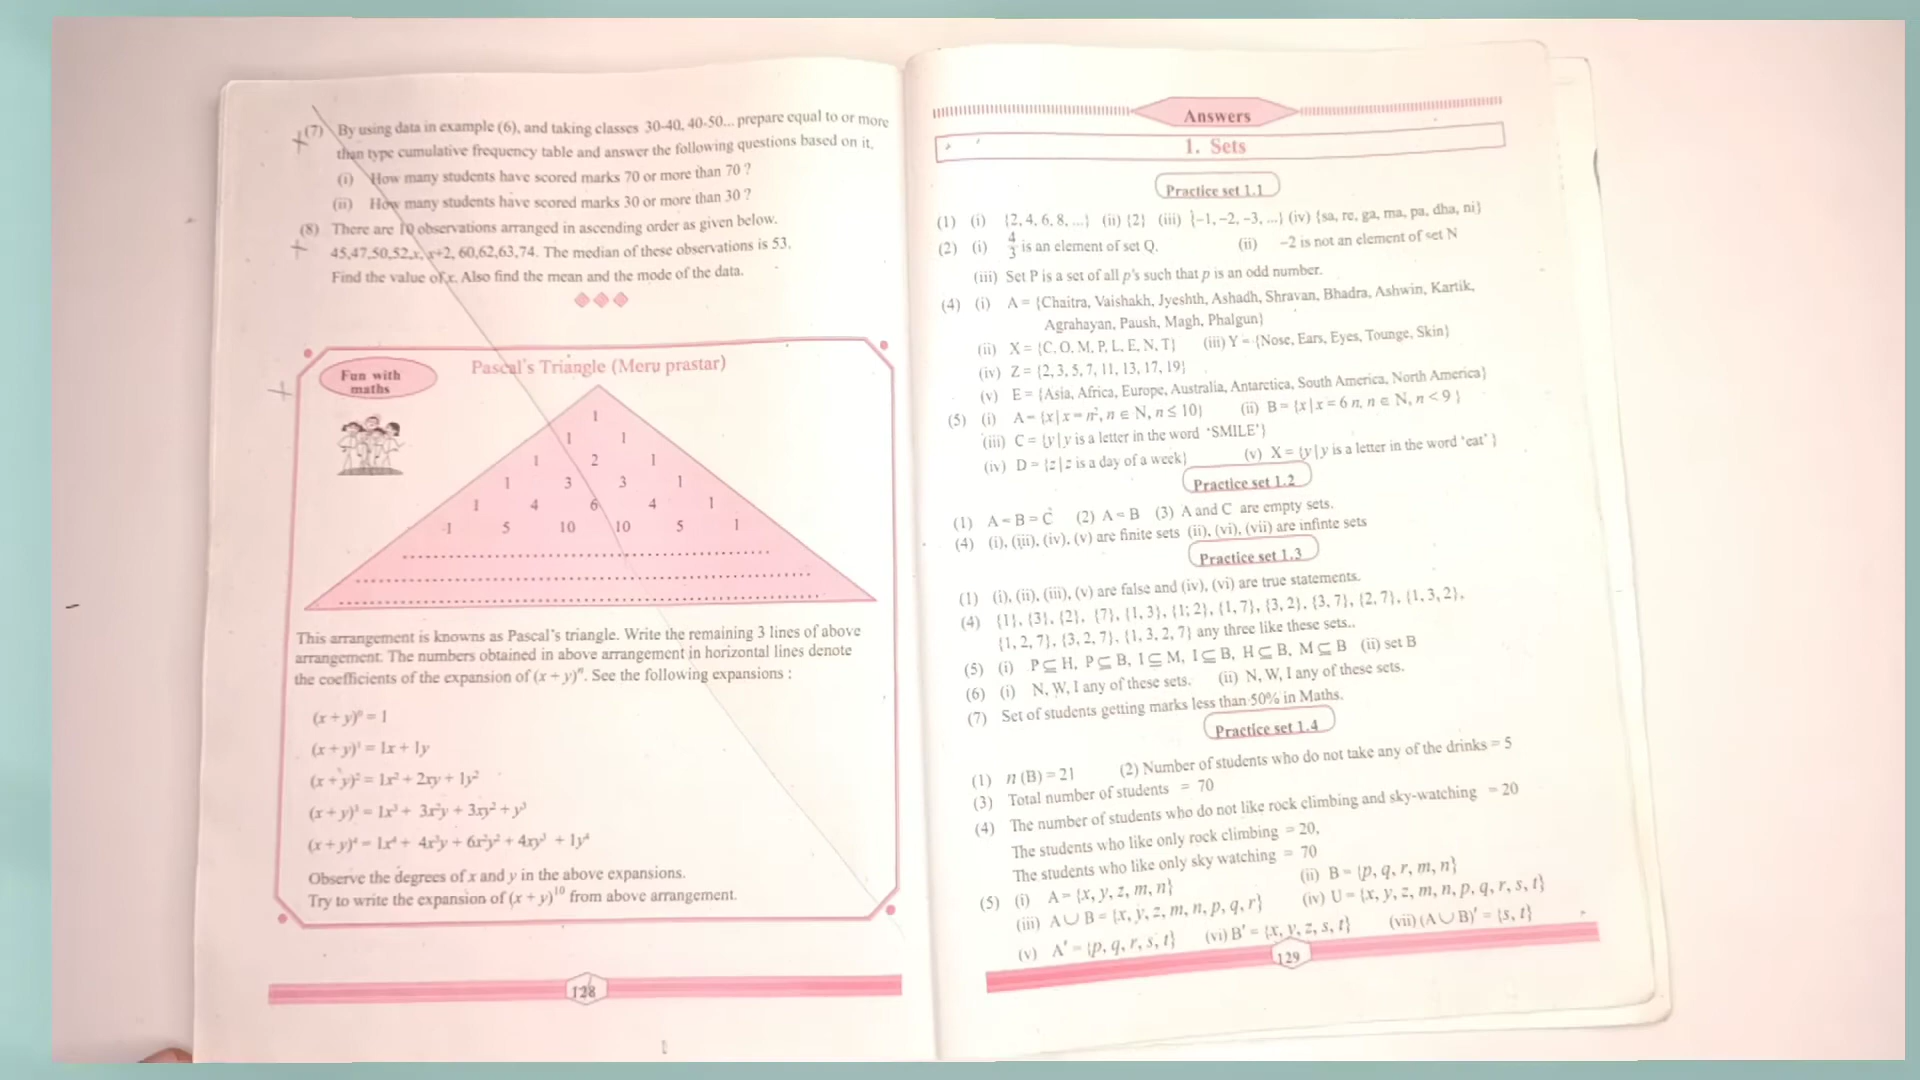 (7) By using data in example (6), and taking classes 30-40, 40-50... prepare equal to or more
than type cumulative frequency table and answer the following questions based on it.
(i) How many students have scored marks 70 or more than 70 ?
(ii) How many students have scored marks 30 or more than 30 ?
(8) There are 10 observations arranged in ascending order as given below.
45,47,50,52,x, x+2, 60,62,63,74. The median of these observations is 53.
Find the value of x. Also find the mean and the mode of the data.
Fun with
maths
Pascal's Triangle (Meru prastar)
1
1 1
1 2 1
1 3 3 1
1 4 6 4 1
1 5 10 10 5 1
This arrangement is knowns as Pascal's triangle. Write the remaining 3 lines of above
arrangement. The numbers obtained in above arrangement in horizontal lines denote
the coefficients of the expansion of (x + y)ⁿ. See the following expansions :
(x + y)⁰ = 1
(x + y)¹ = 1x + 1y
(x + y)² = 1x² + 2xy + 1y²
(x + y)³ = 1x³ + 3x²y + 3xy² + y³
(x + y)⁴ = 1x⁴ + 4x³y + 6x²y² + 4xy³ + 1y⁴
Observe the degrees of x and y in the above expansions.
Try to write the expansion of (x + y)¹⁰ from above arrangement.
128
Answers
1. Sets
Practice set 1.1
(1) (i) {2, 4, 6, 8, ...} (ii) {2} (iii) {-1, -2, -3, ...} (iv) {sa, re, ga, ma, pa, dha, ni}
(2) (i) 4/3 is an element of set Q. (ii) -2 is not an element of set N
(iii) Set P is a set of all p's such that p is an odd number.
(4) (i) A = {Chaitra, Vaishakh, Jyeshth, Ashadh, Shravan, Bhadra, Ashwin, Kartik,
Agrahayan, Paush, Magh, Phalgun}
(ii) X = {C, O, M, P, L, E, N, T} (iii) Y = {Nose, Ears, Eyes, Tounge, Skin}
(iv) Z = {2, 3, 5, 7, 11, 13, 17, 19}
(v) E = {Asia, Africa, Europe, Australia, Antarctica, South America, North America}
(5) (i) A = {x | x = n², n ∈ N, n ≤ 10} (ii) B = {x | x = 6 n, n ∈ N, n < 9 }
(iii) C = {y | y is a letter in the word 'SMILE'}
(iv) D = {z | z is a day of a week} (v) X = {y | y is a letter in the word 'eat' }
Practice set 1.2
(1) A = B = C (2) A = B (3) A and C are empty sets.
(4) (i), (iii), (iv), (v) are finite sets (ii), (vi), (vii) are infinte sets
Practice set 1.3
(1) (i), (ii), (iii), (v) are false and (iv), (vi) are true statements.
(4) {1}, {3}, {2}, {7}, {1, 3}, {1; 2}, {1, 7}, {3, 2}, {3, 7}, {2, 7}, {1, 3, 2},
{1, 2, 7}, {3, 2, 7}, {1, 3, 2, 7} any three like these sets..
(5) (i) P ⊆ H, P ⊆ B, I ⊆ M, I ⊆ B, H ⊆ B, M ⊆ B (ii) set B
(6) (i) N, W, I any of these sets. (ii) N, W, I any of these sets.
(7) Set of students getting marks less than 50% in Maths.
Practice set 1.4
(1) n (B) = 21 (2) Number of students who do not take any of the drinks = 5
(3) Total number of students = 70
(4) The number of students who do not like rock climbing and sky-watching = 20
The students who like only rock climbing = 20,
The students who like only sky watching = 70
(5) (i) A = {x, y, z, m, n} (ii) B = {p, q, r, m, n}
(iii) A ∪ B = {x, y, z, m, n, p, q, r} (iv) U = {x, y, z, m, n, p, q, r, s, t}
(v) A′ = {p, q, r, s, t} (vi) B′ = {x, y, z, s, t} (vii) (A ∪ B)′ = {s, t}
129